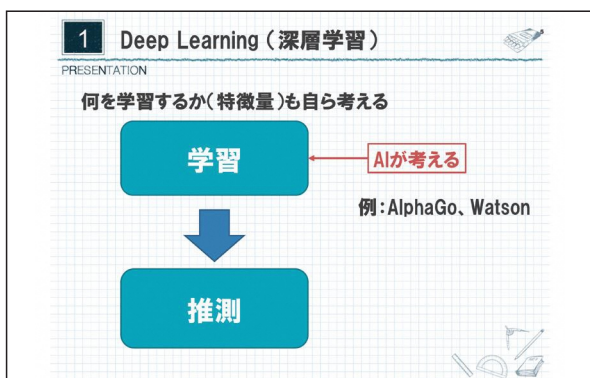 1 Deep Learning（深層学習）
PRESENTATION
何を学習するか（特徴量）も自ら考える
学習
AIが考える
例：AlphaGo、Watson
推測